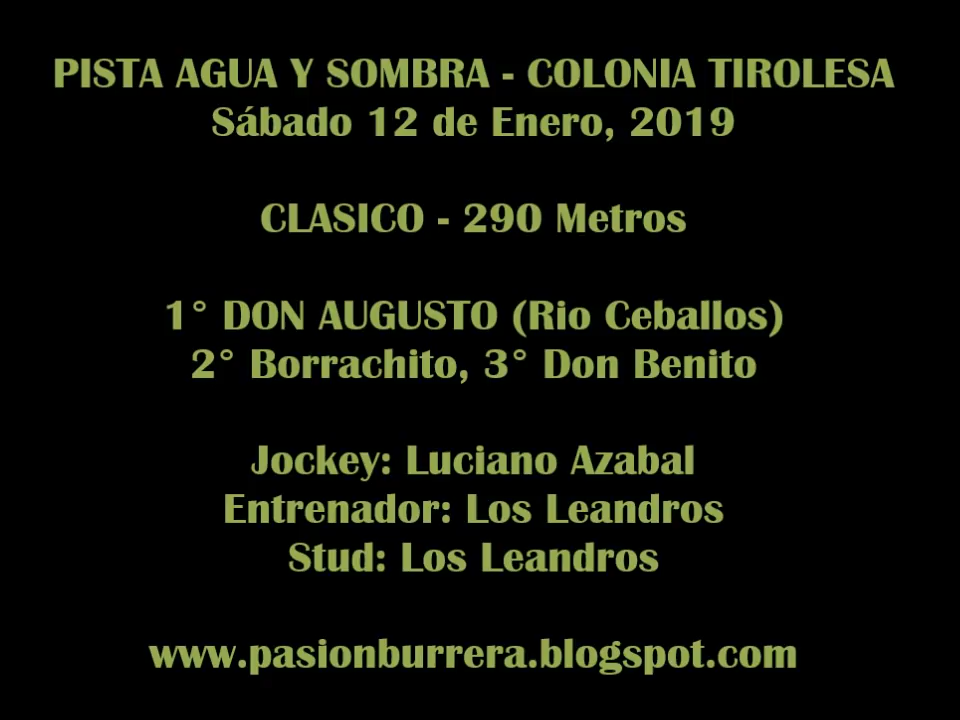 PISTA AGUA Y SOMBRA - COLONIA TIROLESA
Sábado 12 de Enero, 2019
CLASICO - 290 Metros
1° DON AUGUSTO (Rio Ceballos)
2° Borrachito, 3° Don Benito
Jockey: Luciano Azabal
Entrenador: Los Leandros
Stud: Los Leandros
www.pasionburrera.blogspot.com